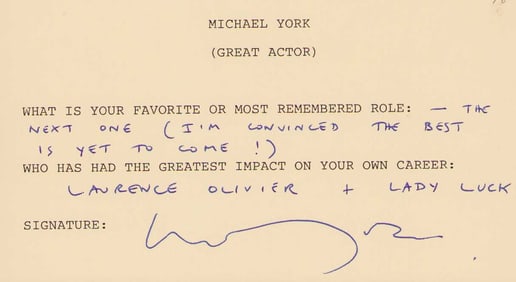 MICHAEL YORK
(GREAT ACTOR)
WHAT IS YOUR FAVORITE OR MOST REMEMBERED ROLE: — THE
NEXT ONE (I'M CONVINCED THE BEST
IS YET TO COME !)
WHO HAS HAD THE GREATEST IMPACT ON YOUR OWN CAREER:
LAURENCE OLIVIER + LADY LUCK
SIGNATURE: